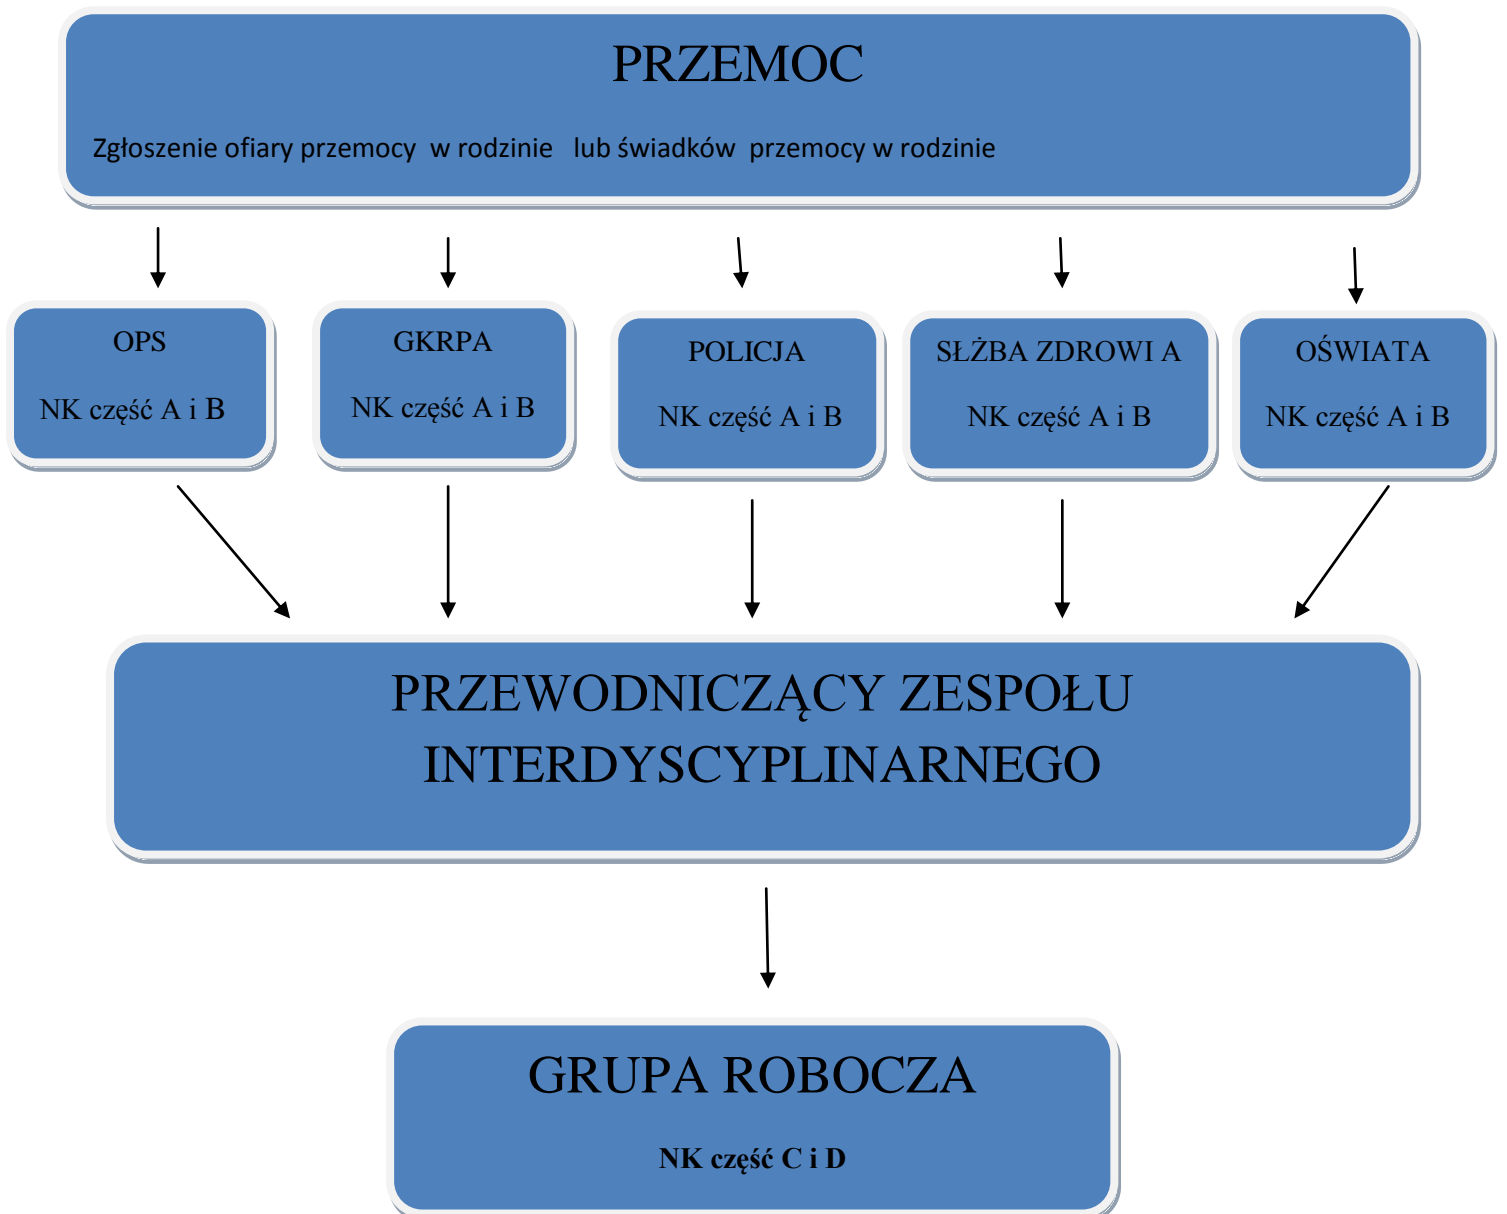 PRZEMOC
Zgłoszenie ofiary przemocy w rodzinie lub świadków przemocy w rodzinie
OPS
NK część A i B
GKRPA
NK część A i B
POLICJA
NK część A i B
SŁŻBA ZDROWI A
NK część A i B
OŚWIATA
NK część A i B
PRZEWODNICZĄCY ZESPOŁU
INTERDYSCYPLINARNEGO
GRUPA ROBOCZA
NK część C i D